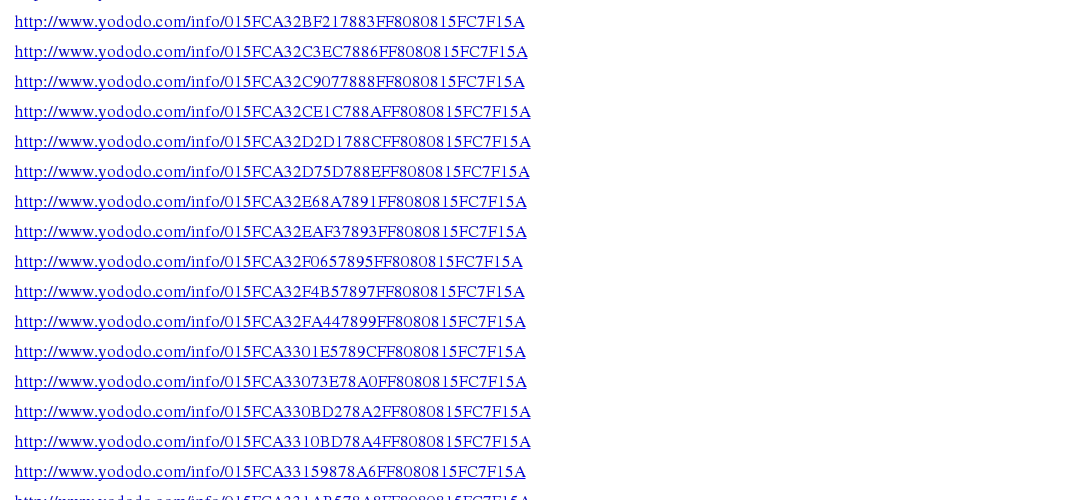 http://www.yododo.com/info/015FCA32BF217883FF8080815FC7F15A
http://www.yododo.com/info/015FCA32C3EC7886FF8080815FC7F15A
http://www.yododo.com/info/015FCA32C9077888FF8080815FC7F15A
http://www.yododo.com/info/015FCA32CE1C788AFF8080815FC7F15A
http://www.yododo.com/info/015FCA32D2D1788CFF8080815FC7F15A
http://www.yododo.com/info/015FCA32D75D788EFF8080815FC7F15A
http://www.yododo.com/info/015FCA32E68A7891FF8080815FC7F15A
http://www.yododo.com/info/015FCA32EAF37893FF8080815FC7F15A
http://www.yododo.com/info/015FCA32F0657895FF8080815FC7F15A
http://www.yododo.com/info/015FCA32F4B57897FF8080815FC7F15A
http://www.yododo.com/info/015FCA32FA447899FF8080815FC7F15A
http://www.yododo.com/info/015FCA3301E5789CFF8080815FC7F15A
http://www.yododo.com/info/015FCA33073E78A0FF8080815FC7F15A
http://www.yododo.com/info/015FCA330BD278A2FF8080815FC7F15A
http://www.yododo.com/info/015FCA3310BD78A4FF8080815FC7F15A
http://www.yododo.com/info/015FCA33159878A6FF8080815FC7F15A